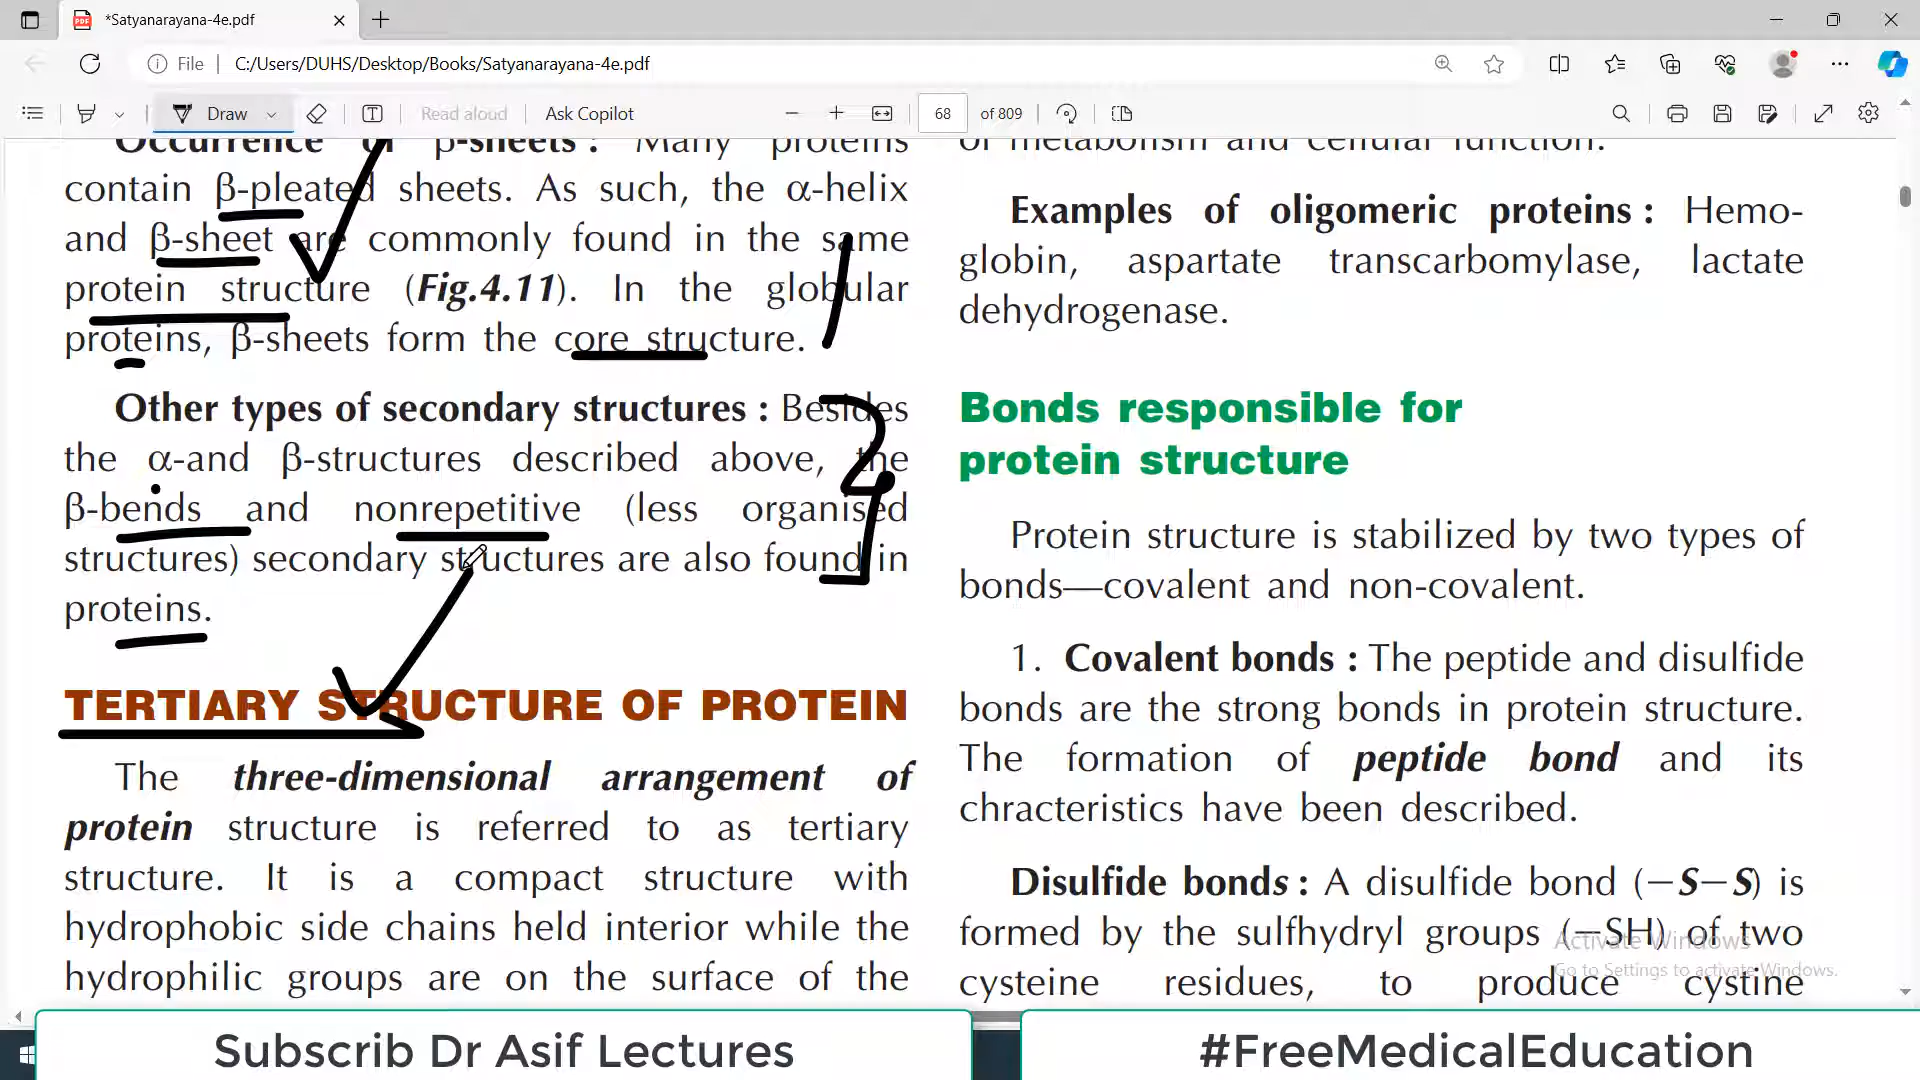 *Satyanarayana-4e.pdf
File C:/Users/DUHS/Desktop/Books/Satyanarayana-4e.pdf
Draw Read aloud Ask Copilot 68 of 809
Occurrence of β-sheets : Many proteins
contain β-pleated sheets. As such, the α-helix
and β-sheet are commonly found in the same
protein structure (Fig.4.11). In the globular
proteins, β-sheets form the core structure.
Other types of secondary structures : Besides
the α-and β-structures described above, the
β-bends and nonrepetitive (less organised
structures) secondary structures are also found in
proteins.
TERTIARY STRUCTURE OF PROTEIN
The three-dimensional arrangement of
protein structure is referred to as tertiary
structure. It is a compact structure with
hydrophobic side chains held interior while the
hydrophilic groups are on the surface of the
of metabolism and cellular function.
Examples of oligomeric proteins : Hemo-
globin, aspartate transcarbomylase, lactate
dehydrogenase.
Bonds responsible for
protein structure
Protein structure is stabilized by two types of
bonds—covalent and non-covalent.
1. Covalent bonds : The peptide and disulfide
bonds are the strong bonds in protein structure.
The formation of peptide bond and its
chracteristics have been described.
Disulfide bonds : A disulfide bond (–S–S) is
formed by the sulfhydryl groups (–SH) of two
cysteine residues, to produce cystine
Activate Windows
Go to Settings to activate Windows.
Subscrib Dr Asif Lectures
#FreeMedicalEducation